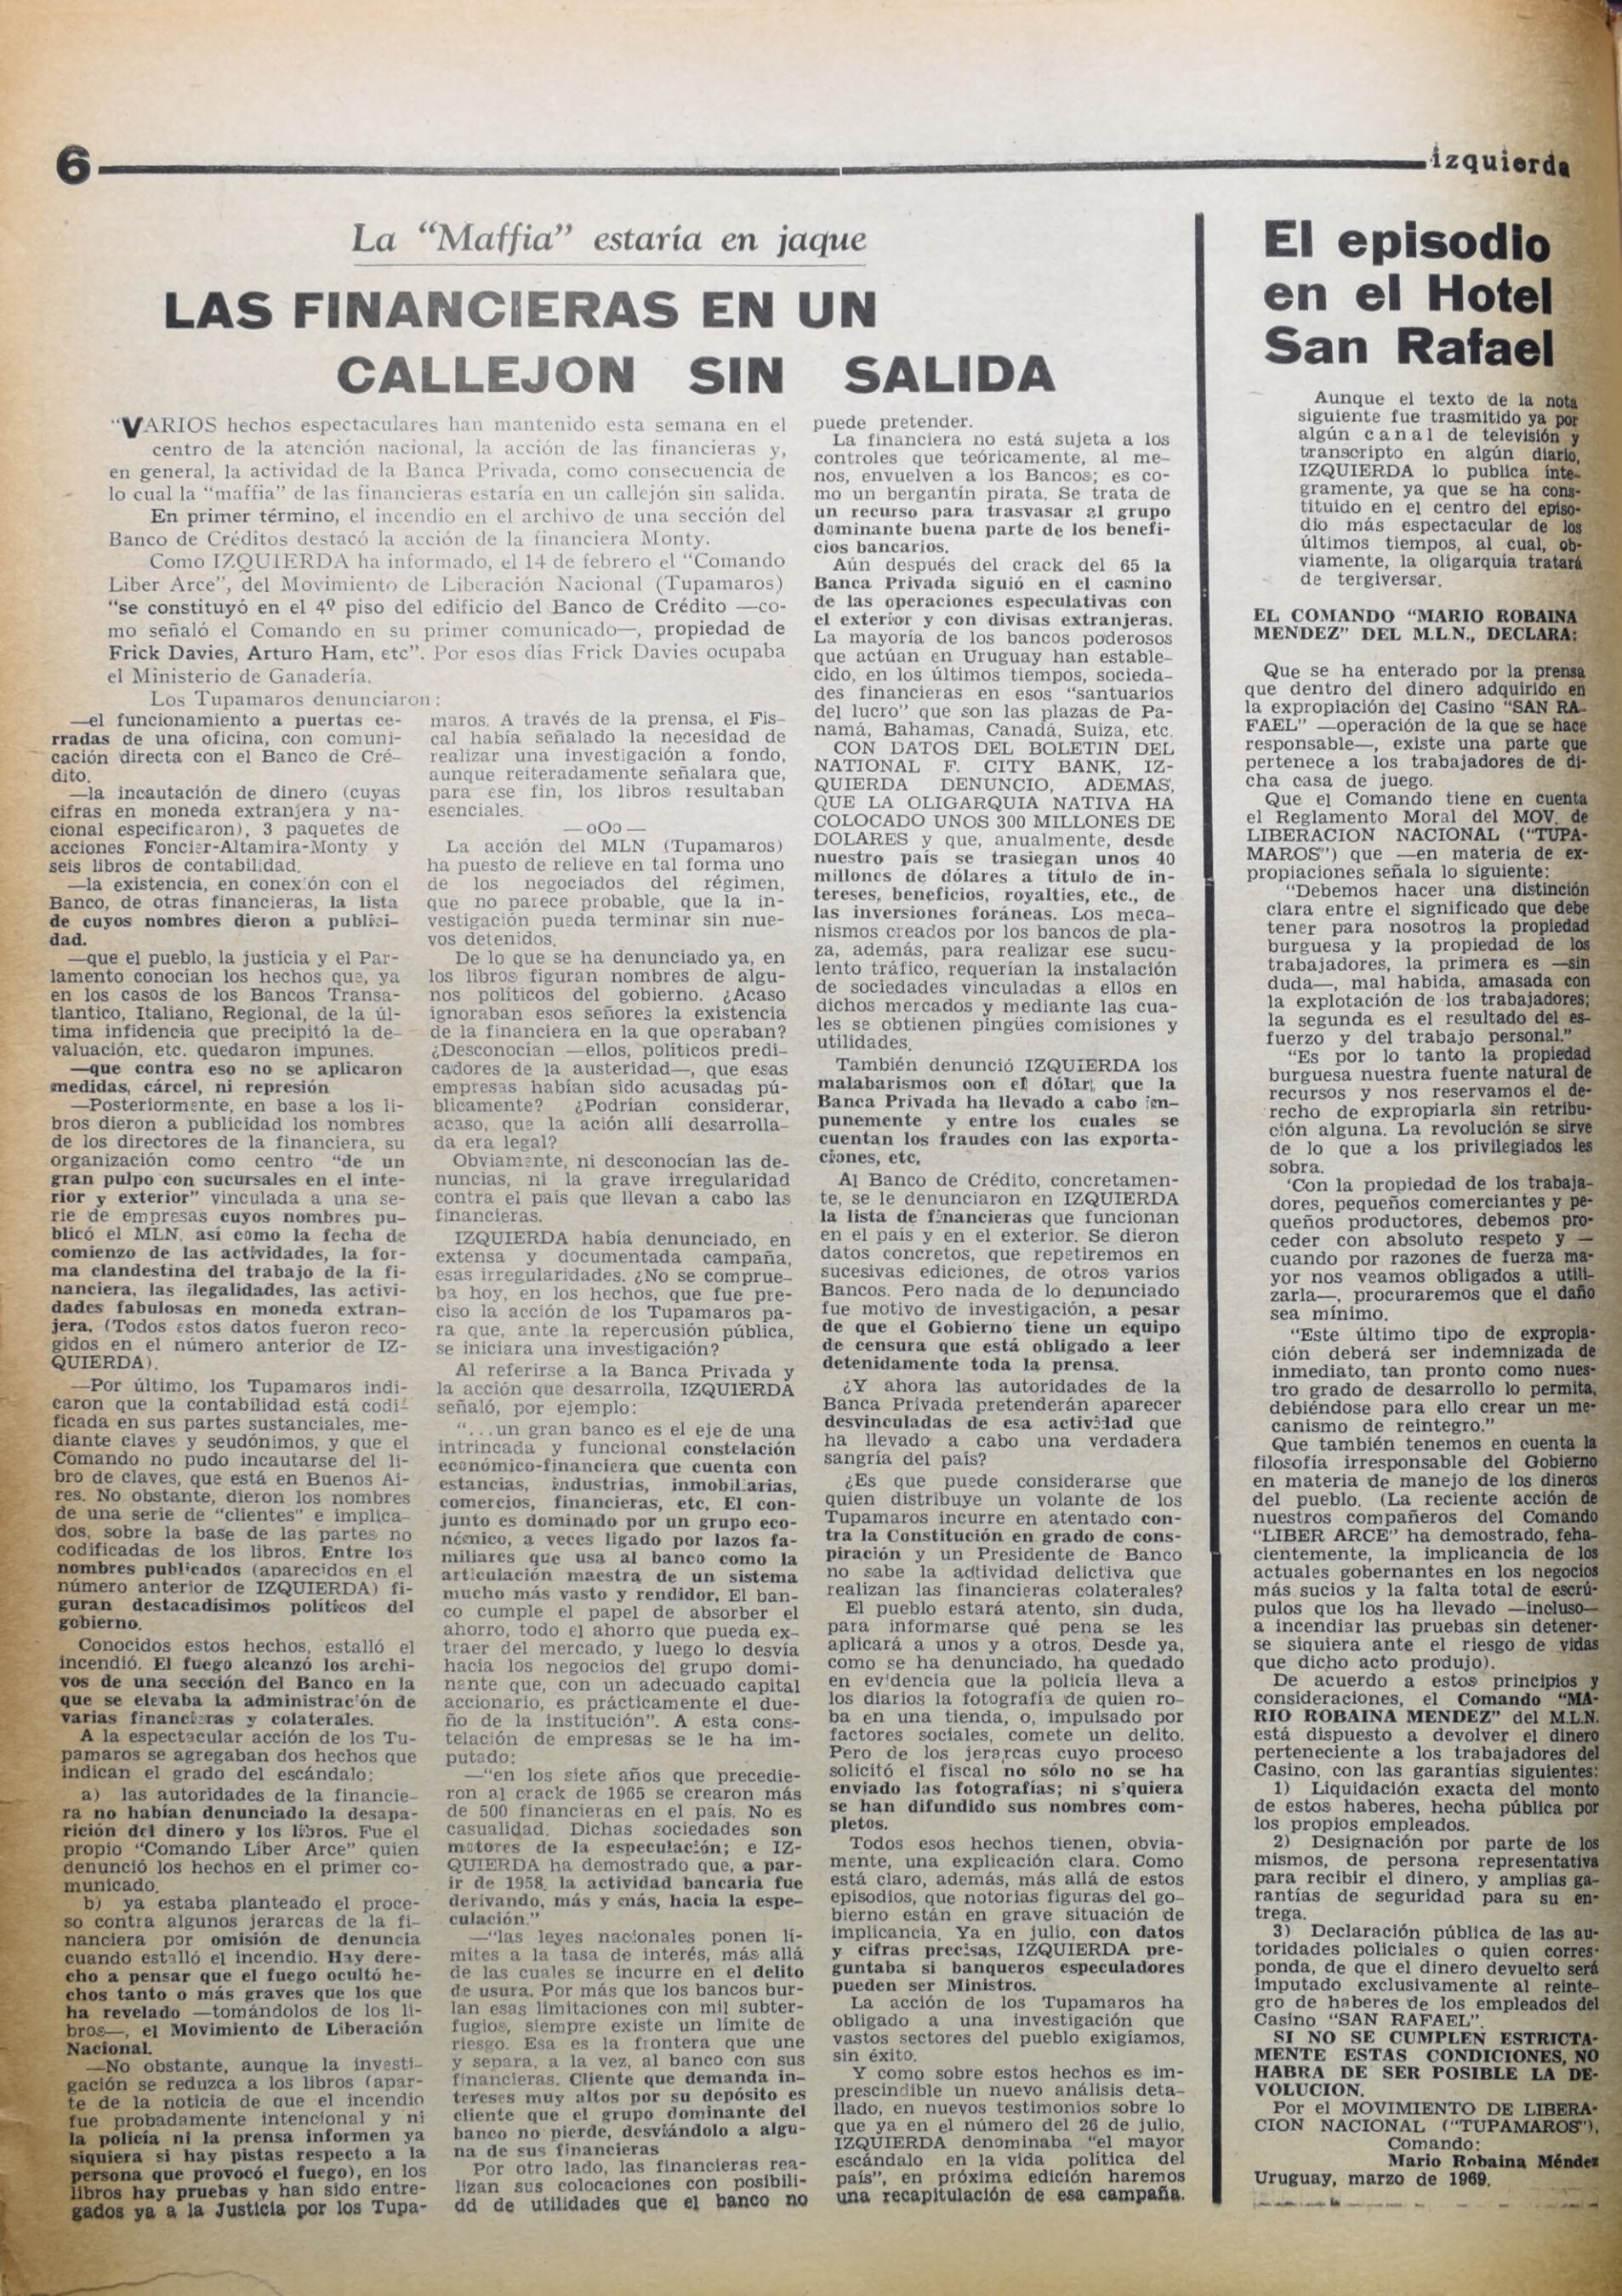 6
izquierda
La "Maffia" estaría en jaque
LAS FINANCIERAS EN UN
CALLEJON SIN SALIDA
"VARIOS hechos espectaculares han mantenido esta semana en el
centro de la atención nacional, la acción de las financieras y,
en general, la actividad de la Banca Privada, como consecuencia de
lo cual la "maffia" de las financieras estaría en un callejón sin salida.
En primer término, el incendio en el archivo de una sección del
Banco de Créditos destacó la acción de la financiera Monty.
Como IZQUIERDA ha informado, el 14 de febrero el "Comando
Liber Arce", del Movimiento de Liberación Nacional (Tupamaros)
"se constituyó en el 4º piso del edificio del Banco de Crédito —co-
mo señaló el Comando en su primer comunicado—, propiedad de
Frick Davies, Arturo Ham, etc". Por esos días Frick Davies ocupaba
el Ministerio de Ganadería.
Los Tupamaros denunciaron:
—el funcionamiento a puertas ce-
rradas de una oficina, con comuni-
cación directa con el Banco de Cré-
dito.
—la incautación de dinero (cuyas
cifras en moneda extranjera y na-
cional especificaron), 3 paquetes de
acciones Foncier-Altamira-Monty y
seis libros de contabilidad.
—la existencia, en conexión con el
Banco, de otras financieras, la lista
de cuyos nombres dieron a publici-
dad.
—que el pueblo, la justicia y el Par-
lamento conocían los hechos que, ya
en los casos de los Bancos Transa-
tlantico, Italiano, Regional, de la úl-
tima infidencia que precipitó la de-
valuación, etc. quedaron impunes.
—que contra eso no se aplicaron
medidas, cárcel, ni represión
—Posteriormente, en base a los li-
bros dieron a publicidad los nombres
de los directores de la financiera, su
organización como centro "de un
gran pulpo con sucursales en el inte-
rior y exterior" vinculada a una se-
rie de empresas cuyos nombres pu-
blicó el MLN, así como la fecha de
comienzo de las actividades, la for-
ma clandestina del trabajo de la fi-
nanciera, las ilegalidades, las activi-
dades fabulosas en moneda extran-
jera. (Todos estos datos fueron reco-
gidos en el número anterior de IZ-
QUIERDA).
—Por último, los Tupamaros indi-
caron que la contabilidad está codi-
ficada en sus partes sustanciales, me-
diante claves y seudónimos, y que el
Comando no pudo incautarse del li-
bro de claves, que está en Buenos Ai-
res. No obstante, dieron los nombres
de una serie de "clientes" e implica-
dos, sobre la base de las partes no
codificadas de los libros. Entre los
nombres publicados (aparecidos en el
número anterior de IZQUIERDA) fi-
guran destacadísimos políticos del
gobierno.
Conocidos estos hechos, estalló el
incendió. El fuego alcanzó los archi-
vos de una sección del Banco en la
que se elevaba la administración de
varias financieras y colaterales.
A la espectacular acción de los Tu-
pamaros se agregaban dos hechos que
indican el grado del escándalo:
a) las autoridades de la financie-
ra no habían denunciado la desapa-
rición del dinero y los libros. Fue el
propio "Comando Liber Arce" quien
denunció los hechos en el primer co-
municado.
b) ya estaba planteado el proce-
so contra algunos jerarcas de la fi-
nanciera por omisión de denuncia
cuando estalló el incendio. Hay dere-
cho a pensar que el fuego ocultó he-
chos tanto o más graves que los que
ha revelado —tomándolos de los li-
bros—, el Movimiento de Liberación
Nacional.
—No obstante, aunque la investi-
gación se reduzca a los libros (apar-
te de la noticia de que el incendio
fue probadamente intencional y ni
la policía ni la prensa informen ya
siquiera si hay pistas respecto a la
persona que provocó el fuego), en los
libros hay pruebas y han sido entre-
gados ya a la Justicia por los Tupa-
maros. A través de la prensa, el Fis-
cal había señalado la necesidad de
realizar una investigación a fondo,
aunque reiteradamente señalara que,
para ese fin, los libros resultaban
esenciales.
—oOo—
La acción del MLN (Tupamaros)
ha puesto de relieve en tal forma uno
de los negociados del régimen,
que no parece probable, que la in-
vestigación pueda terminar sin nue-
vos detenidos.
De lo que se ha denunciado ya, en
los libros figuran nombres de algu-
nos políticos del gobierno. ¿Acaso
ignoraban esos señores la existencia
de la financiera en la que operaban?
¿Desconocían —ellos, políticos predi-
cadores de la austeridad—, que esas
empresas habían sido acusadas pú-
blicamente? ¿Podrían considerar,
acaso, que la ación allí desarrolla-
da era legal?
Obviamente, ni desconocían las de-
nuncias, ni la grave irregularidad
contra el país que llevan a cabo las
financieras.
IZQUIERDA había denunciado, en
extensa y documentada campaña,
esas irregularidades. ¿No se comprue-
ba hoy, en los hechos, que fue pre-
ciso la acción de los Tupamaros pa-
ra que, ante la repercusión pública,
se iniciara una investigación?
Al referirse a la Banca Privada y
la acción que desarrolla, IZQUIERDA
señaló, por ejemplo:
"...un gran banco es el eje de una
intrincada y funcional constelación
económico-financiera que cuenta con
estancias, industrias, inmobiliarias,
comercios, financieras, etc. El con-
junto es dominado por un grupo eco-
nómico, a veces ligado por lazos fa-
miliares que usa al banco como la
articulación maestra de un sistema
mucho más vasto y rendidor. El ban-
co cumple el papel de absorber el
ahorro, todo el ahorro que pueda ex-
traer del mercado, y luego lo desvía
hacia los negocios del grupo domi-
nante que, con un adecuado capital
accionario, es prácticamente el due-
ño de la institución". A esta cons-
telación de empresas se le ha im-
putado:
—"en los siete años que precedie-
ron al crack de 1965 se crearon más
de 500 financieras en el país. No es
casualidad. Dichas sociedades son
motores de la especulación; e IZ-
QUIERDA ha demostrado que, a par-
ir de 1958, la actividad bancaria fue
derivando, más y más, hacia la espe-
culación."
—"las leyes nacionales ponen lí-
mites a la tasa de interés, más allá
de las cuales se incurre en el delito
de usura. Por más que los bancos bur-
lan esas limitaciones con mil subter-
fugios, siempre existe un límite de
riesgo. Esa es la frontera que une
y separa, a la vez, al banco con sus
financieras. Cliente que demanda in-
tereses muy altos por su depósito es
cliente que el grupo dominante del
banco no pierde, desviándolo a algu-
na de sus financieras
Por otro lado, las financieras rea-
lizan sus colocaciones con posibili-
dd de utilidades que el banco no
puede pretender.
La financiera no está sujeta a los
controles que teóricamente, al me-
nos, envuelven a los Bancos; es co-
mo un bergantín pirata. Se trata de
un recurso para trasvasar al grupo
dominante buena parte de los benefi-
cios bancarios.
Aún después del crack del 65 la
Banca Privada siguió en el camino
de las operaciones especulativas con
el exterior y con divisas extranjeras.
La mayoría de los bancos poderosos
que actúan en Uruguay han estable-
cido, en los últimos tiempos, socieda-
des financieras en esos "santuarios
del lucro" que son las plazas de Pa-
namá, Bahamas, Canadá, Suiza, etc.
CON DATOS DEL BOLETIN DEL
NATIONAL F. CITY BANK, IZ-
QUIERDA DENUNCIO, ADEMAS,
QUE LA OLIGARQUIA NATIVA HA
COLOCADO UNOS 300 MILLONES DE
DOLARES y que, anualmente, desde
nuestro país se trasiegan unos 40
millones de dólares a título de in-
tereses, beneficios, royalties, etc., de
las inversiones foráneas. Los meca-
nismos creados por los bancos de pla-
za, además, para realizar ese sucu-
lento tráfico, requerían la instalación
de sociedades vinculadas a ellos en
dichos mercados y mediante las cua-
les se obtienen pingües comisiones y
utilidades.
También denunció IZQUIERDA los
malabarismos con el dólar, que la
Banca Privada ha llevado a cabo im-
punemente y entre los cuales se
cuentan los fraudes con las exporta-
ciones, etc.
Al Banco de Crédito, concretamen-
te, se le denunciaron en IZQUIERDA
la lista de financieras que funcionan
en el país y en el exterior. Se dieron
datos concretos, que repetiremos en
sucesivas ediciones, de otros varios
Bancos. Pero nada de lo denunciado
fue motivo de investigación, a pesar
de que el Gobierno tiene un equipo
de censura que está obligado a leer
detenidamente toda la prensa.
¿Y ahora las autoridades de la
Banca Privada pretenderán aparecer
desvinculadas de esa actividad que
ha llevado a cabo una verdadera
sangría del país?
¿Es que puede considerarse que
quien distribuye un volante de los
Tupamaros incurre en atentado con-
tra la Constitución en grado de cons-
piración y un Presidente de Banco
no sabe la actividad delictiva que
realizan las financieras colaterales?
El pueblo estará atento, sin duda,
para informarse qué pena se les
aplicará a unos y a otros. Desde ya,
como se ha denunciado, ha quedado
en evidencia que la policía lleva a
los diarios la fotografía de quien ro-
ba en una tienda, o, impulsado por
factores sociales, comete un delito.
Pero de los jerarcas cuyo proceso
solicitó el fiscal no sólo no se ha
enviado las fotografías; ni siquiera
se han difundido sus nombres com-
pletos.
Todos esos hechos tienen, obvia-
mente, una explicación clara. Como
está claro, además, más allá de estos
episodios, que notorias figuras del go-
bierno están en grave situación de
implicancia. Ya en julio, con datos
y cifras precisas, IZQUIERDA pre-
guntaba si banqueros especuladores
pueden ser Ministros.
La acción de los Tupamaros ha
obligado a una investigación que
vastos sectores del pueblo exigíamos,
sin éxito.
Y como sobre estos hechos es im-
prescindible un nuevo análisis deta-
llado, en nuevos testimonios sobre lo
que ya en el número del 26 de julio,
IZQUIERDA denominaba "el mayor
escándalo en la vida política del
país", en próxima edición haremos
una recapitulación de esa campaña.
El episodio
en el Hotel
San Rafael
Aunque el texto de la nota
siguiente fue trasmitido ya por
algún canal de televisión y
transcripto en algún diario,
IZQUIERDA lo publica ínte-
gramente, ya que se ha cons-
tituido en el centro del episo-
dio más espectacular de los
últimos tiempos, al cual, ob-
viamente, la oligarquía tratará
de tergiversar.
EL COMANDO "MARIO ROBAINA
MENDEZ" DEL M.L.N., DECLARA:
Que se ha enterado por la prensa
que dentro del dinero adquirido en
la expropiación del Casino "SAN RA-
FAEL" —operación de la que se hace
responsable—, existe una parte que
pertenece a los trabajadores de di-
cha casa de juego.
Que el Comando tiene en cuenta
el Reglamento Moral del MOV. de
LIBERACION NACIONAL ("TUPA-
MAROS") que —en materia de ex-
propiaciones señala lo siguiente:
"Debemos hacer una distinción
clara entre el significado que debe
tener para nosotros la propiedad
burguesa y la propiedad de los
trabajadores, la primera es —sin
duda—, mal habida, amasada con
la explotación de los trabajadores;
la segunda es el resultado del es-
fuerzo y del trabajo personal."
"Es por lo tanto la propiedad
burguesa nuestra fuente natural de
recursos y nos reservamos el de-
recho de expropiarla sin retribu-
ción alguna. La revolución se sirve
de lo que a los privilegiados les
sobra.
'Con la propiedad de los trabaja-
dores, pequeños comerciantes y pe-
queños productores, debemos pro-
ceder con absoluto respeto y —
cuando por razones de fuerza ma-
yor nos veamos obligados a utili-
zarla—, procuraremos que el daño
sea mínimo.
"Este último tipo de expropia-
ción deberá ser indemnizada de
inmediato, tan pronto como nues-
tro grado de desarrollo lo permita,
debiéndose para ello crear un me-
canismo de reintegro."
Que también tenemos en cuenta la
filosofía irresponsable del Gobierno
en materia de manejo de los dineros
del pueblo. (La reciente acción de
nuestros compañeros del Comando
"LIBER ARCE" ha demostrado, feha-
cientemente, la implicancia de los
actuales gobernantes en los negocios
más sucios y la falta total de escrú-
pulos que los ha llevado —incluso—
a incendiar las pruebas sin detener-
se siquiera ante el riesgo de vidas
que dicho acto produjo).
De acuerdo a estos principios y
consideraciones, el Comando "MA-
RIO ROBAINA MENDEZ" del M.L.N.
está dispuesto a devolver el dinero
perteneciente a los trabajadores del
Casino, con las garantías siguientes:
1) Liquidación exacta del monto
de estos haberes, hecha pública por
los propios empleados.
2) Designación por parte de los
mismos, de persona representativa
para recibir el dinero, y amplias ga-
rantías de seguridad para su en-
trega.
3) Declaración pública de las au-
toridades policiales o quien corres-
ponda, de que el dinero devuelto será
imputado exclusivamente al reinte-
gro de haberes de los empleados del
Casino "SAN RAFAEL".
SI NO SE CUMPLEN ESTRICTA-
MENTE ESTAS CONDICIONES, NO
HABRA DE SER POSIBLE LA DE-
VOLUCION.
Por el MOVIMIENTO DE LIBERA-
CION NACIONAL ("TUPAMAROS"),
Comando:
Mario Robaina Méndez
Uruguay, marzo de 1969.